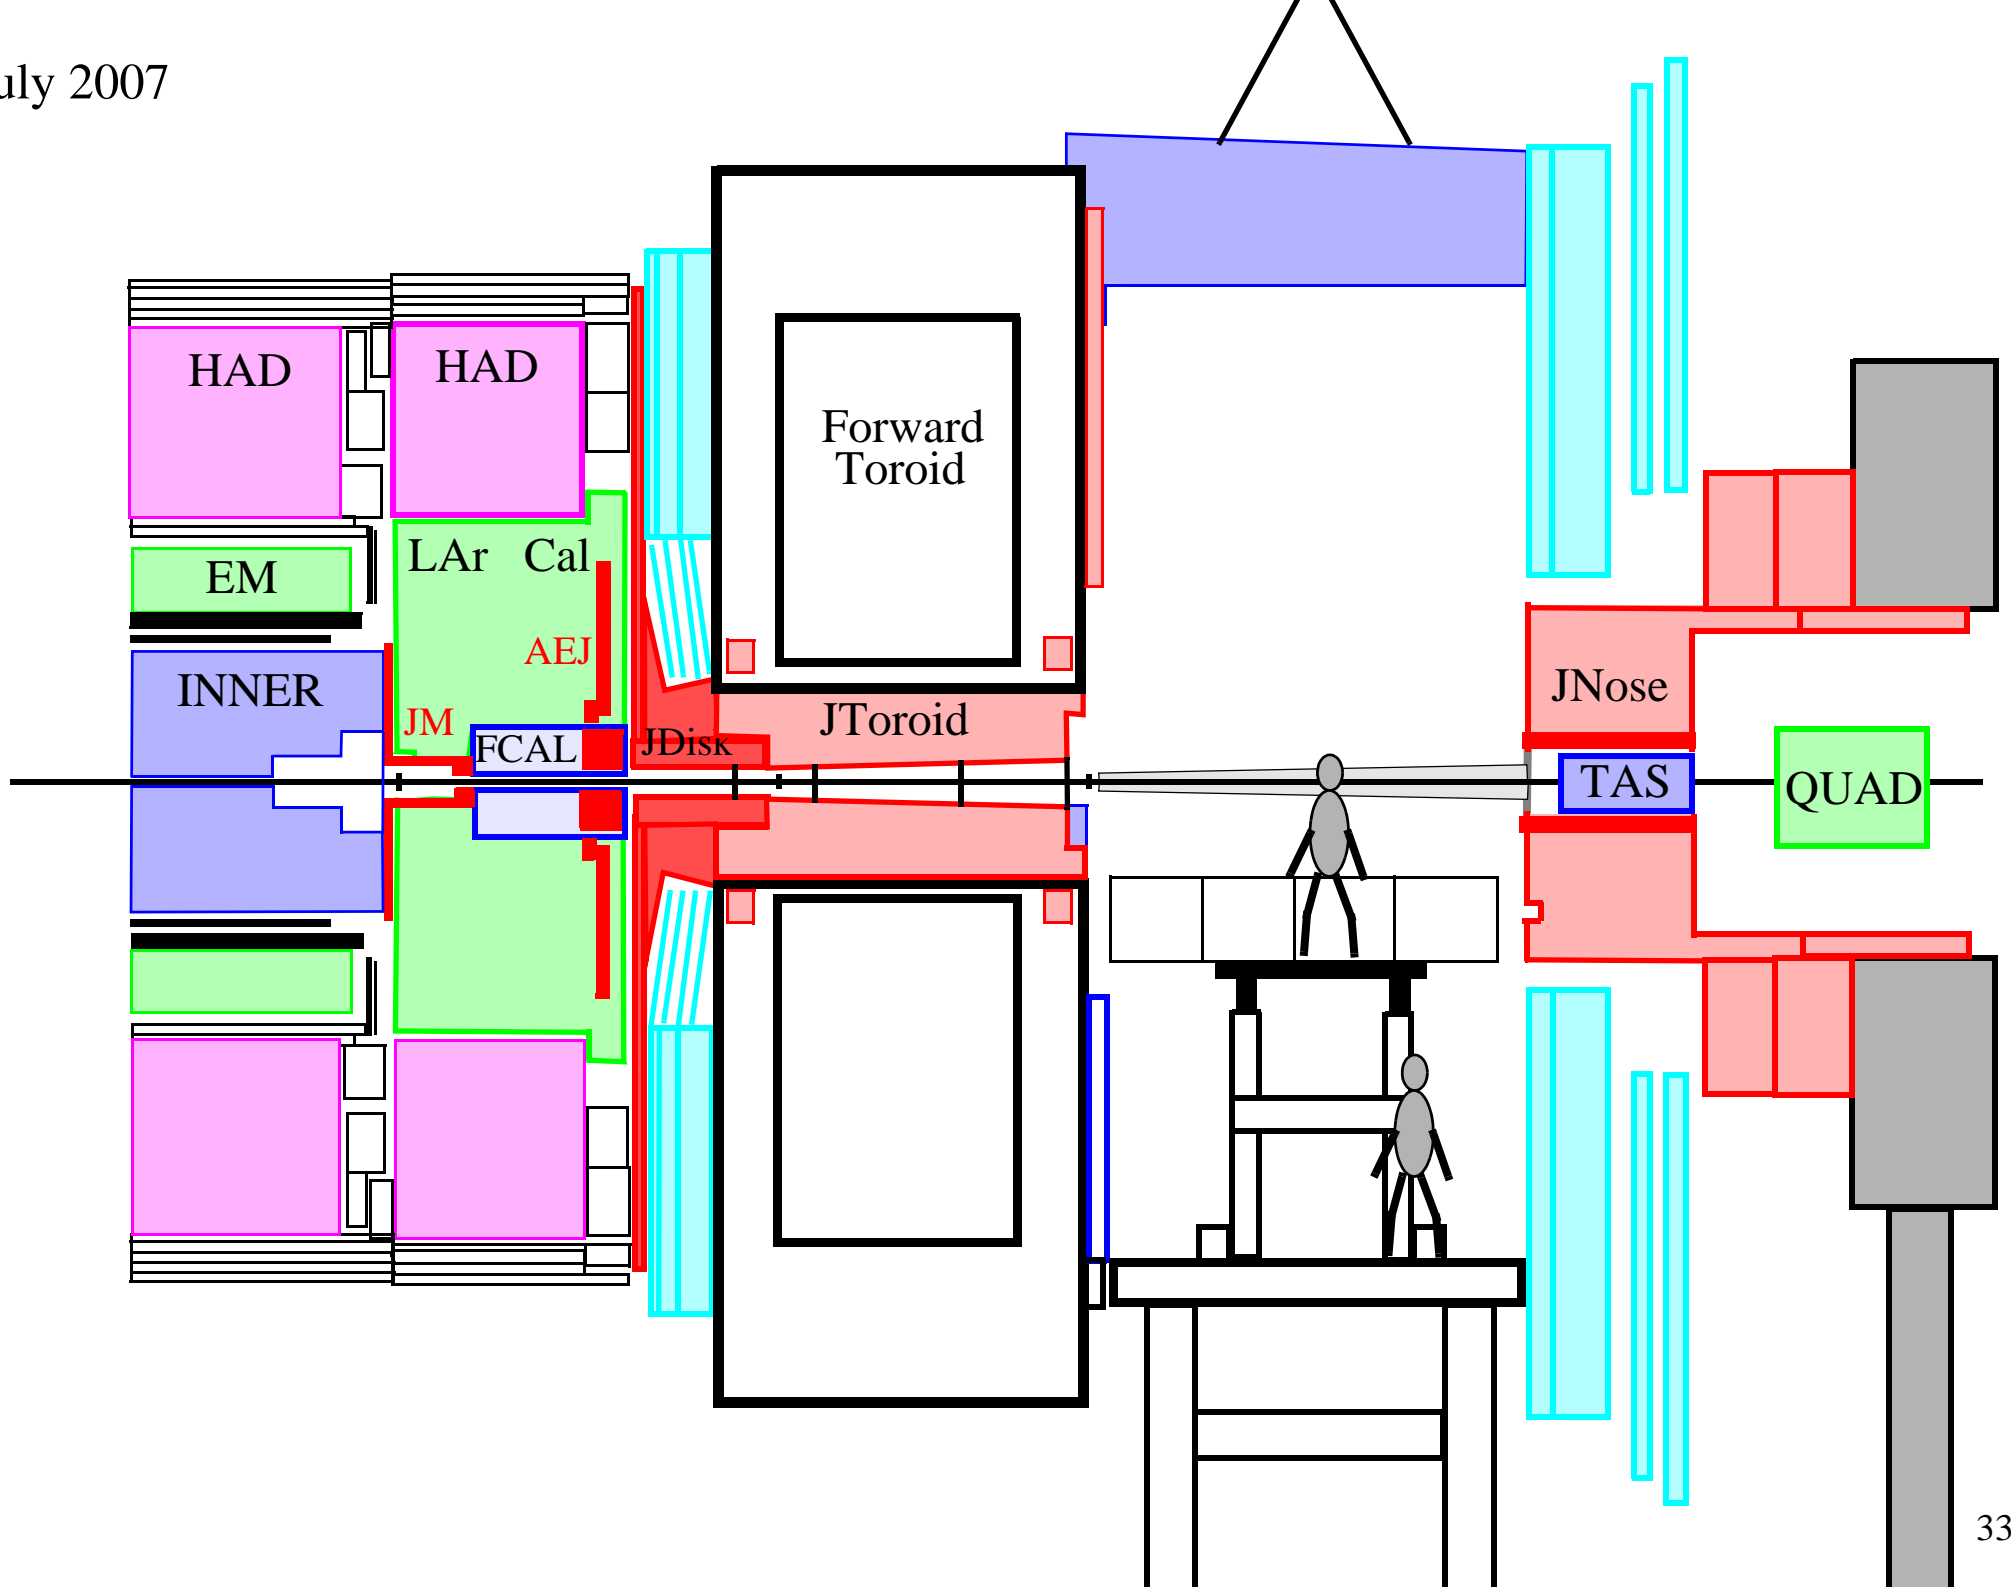 uly 2007
HAD
HAD
Forward
Toroid
LAr Cal
EM
AEJ
INNER
JM
FCAL
JDisk
JToroid
JNose
TAS
QUAD
33